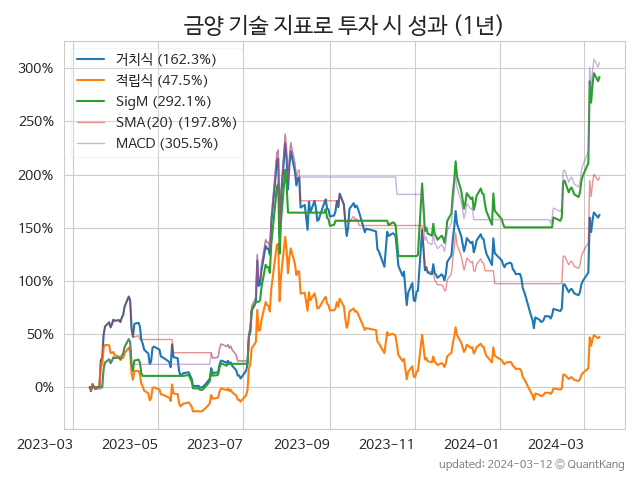 금양 기술 지표로 투자 시 성과 (1년)
거치식 (162.3%)
적립식 (47.5%)
SigM (292.1%)
SMA(20) (197.8%)
MACD (305.5%)
300%
250%
200%
150%
100%
50%
0%
2023-03
2023-05
2023-07
2023-09
2023-11
2024-01
2024-03
updated: 2024-03-12 © QuantKang